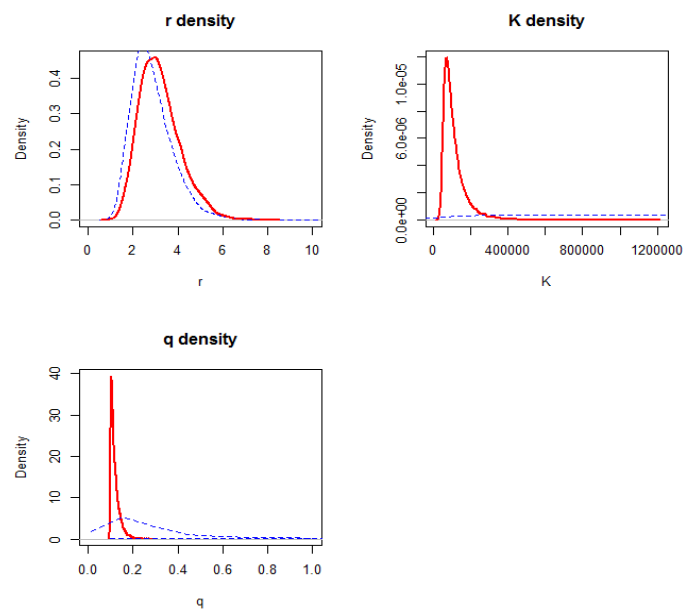 r density
Density
0.0 0.1 0.2 0.3 0.4
0 2 4 6 8 10
r
K density
Density
0.0e+00 6.0e-06 1.0e-05
0 400000 800000 1200000
K
q density
Density
0 10 20 30 40
0.0 0.2 0.4 0.6 0.8 1.0
q